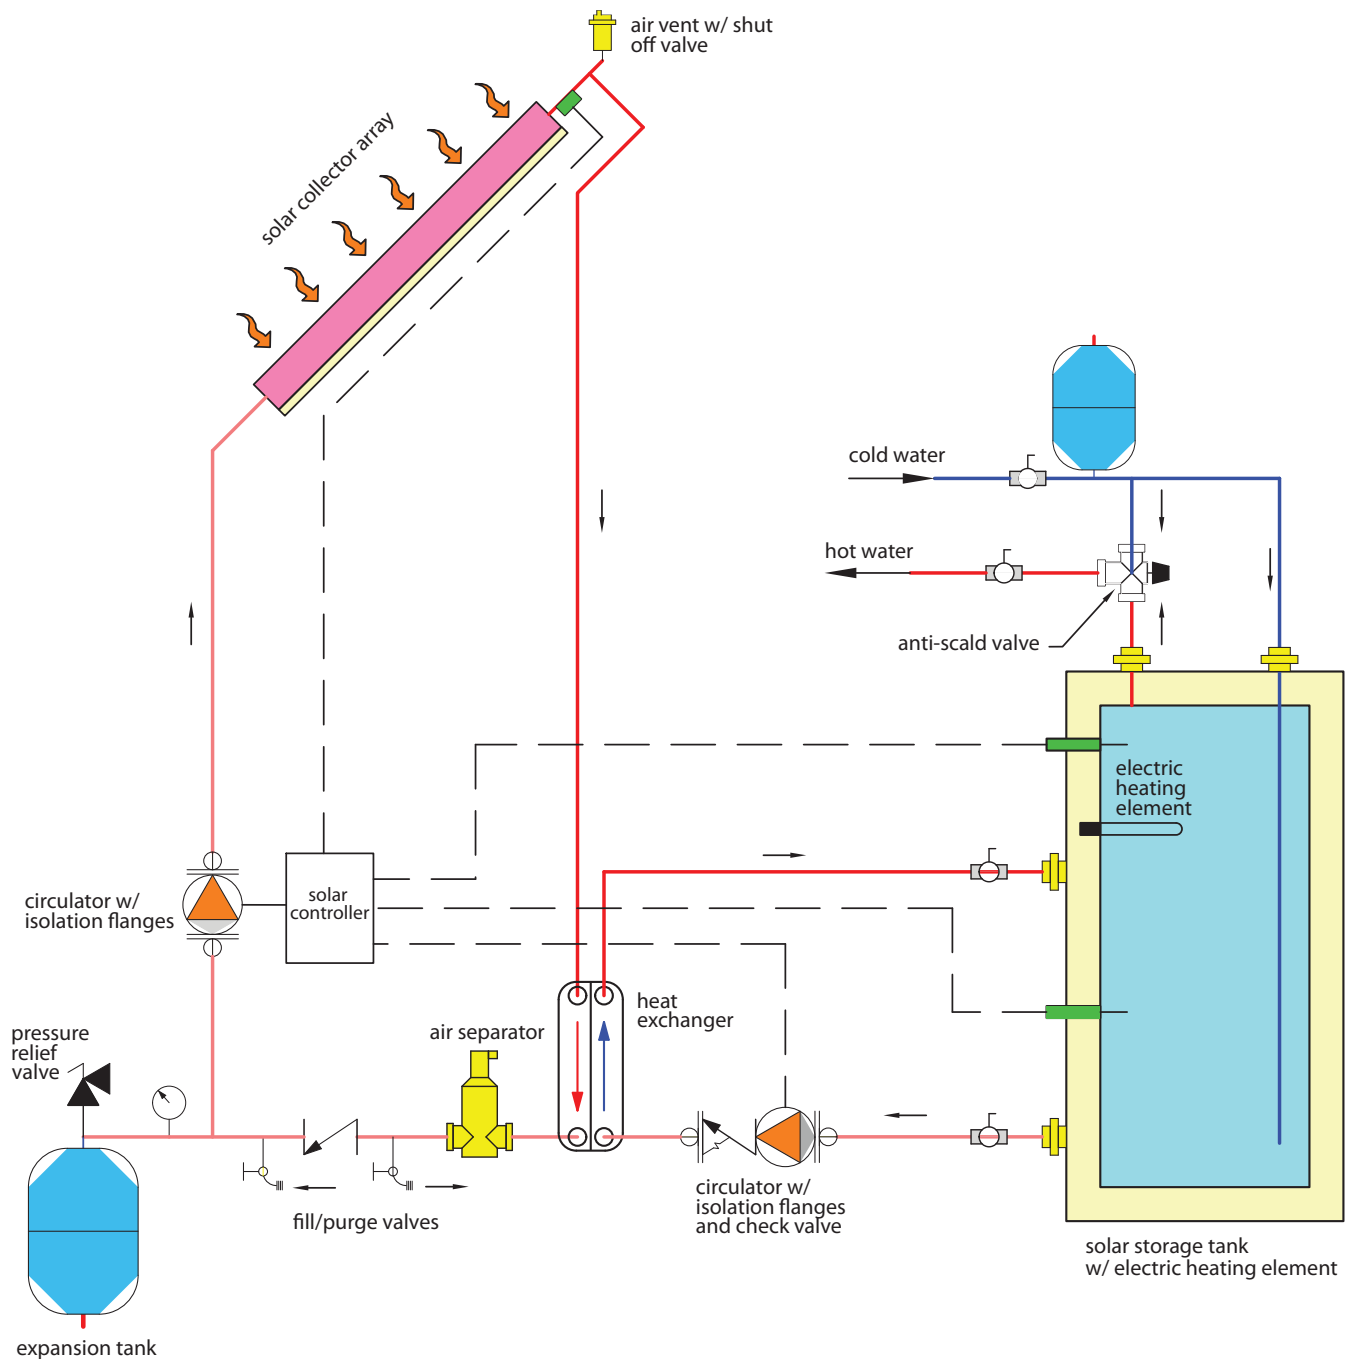 air vent w/ shut
off valve
solar collector array
cold water
hot water
anti-scald valve
electric
heating
element
circulator w/
isolation flanges
solar
controller
heat
exchanger
air separator
pressure
relief
valve
fill/purge valves
circulator w/
isolation flanges
and check valve
solar storage tank
w/ electric heating element
expansion tank